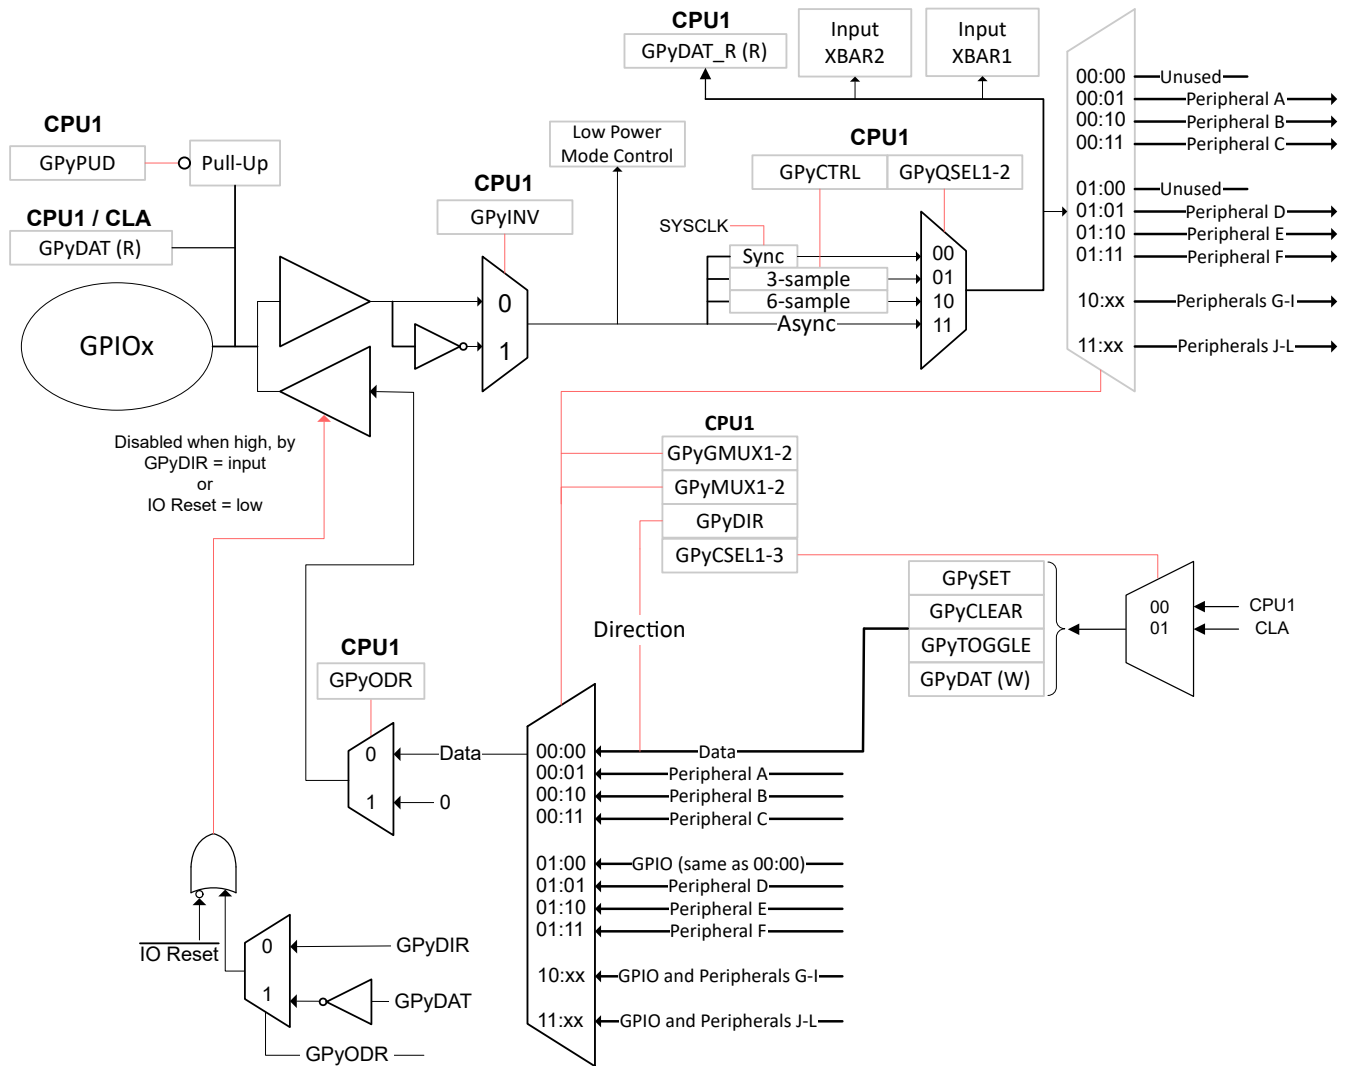 CPU1
GPyDAT_R (R)
Input
XBAR2
Input
XBAR1
00:00
Unused
00:01
Peripheral A
00:10
Peripheral B
00:11
Peripheral C
01:00
Unused
01:01
Peripheral D
01:10
Peripheral E
01:11
Peripheral F
10:xx
Peripherals G-I
11:xx
Peripherals J-L
CPU1
GPyPUD
Pull-Up
CPU1 / CLA
GPyDAT (R)
GPIOx
Low Power
Mode Control
CPU1
GPyINV
0
1
CPU1
GPyCTRL
GPyQSEL1-2
SYSCLK
Sync
3-sample
6-sample
Async
00
01
10
11
Disabled when high, by
GPyDIR = input
or
IO Reset = low
CPU1
GPyGMUX1-2
GPyMUX1-2
GPyDIR
GPyCSEL1-3
Direction
GPySET
GPyCLEAR
GPyTOGGLE
GPyDAT (W)
00
01
CPU1
CLA
CPU1
GPyODR
0
1
Data
0
00:00
Data
00:01
Peripheral A
00:10
Peripheral B
00:11
Peripheral C
01:00
GPIO (same as 00:00)
01:01
Peripheral D
01:10
Peripheral E
01:11
Peripheral F
10:xx
GPIO and Peripherals G-I
11:xx
GPIO and Peripherals J-L
IO Reset
0
1
GPyDIR
GPyDAT
GPyODR